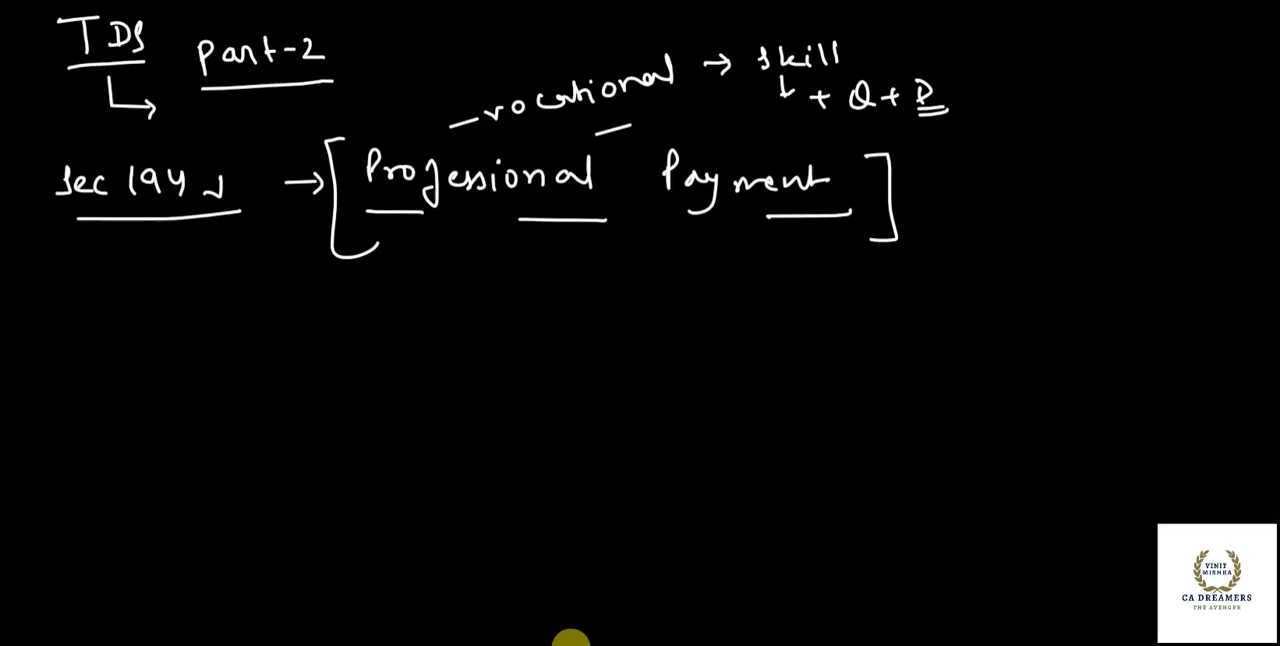 TDS Part-2
vocational → skill
↓ + Q + P
Sec 194J → [Professional Payment]
VINIT
MISHRA
CA DREAMERS
THE AVENGER